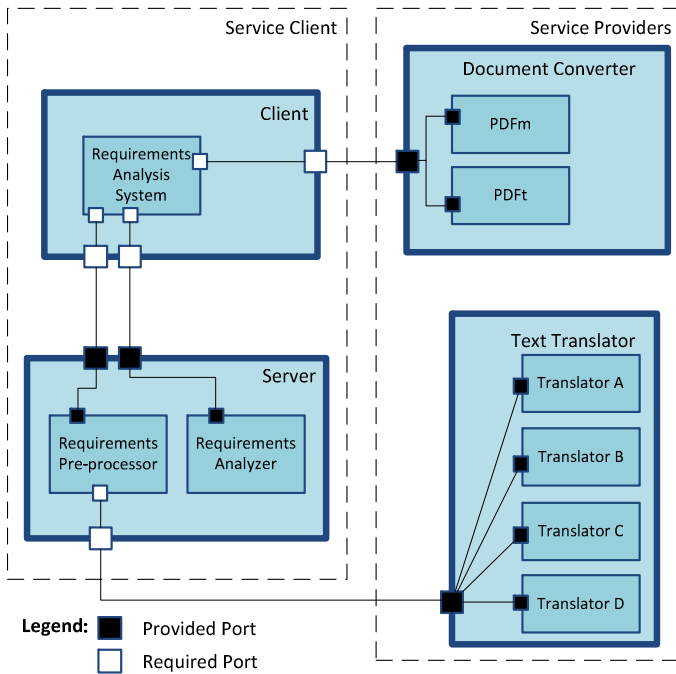 Service Client
Service Providers
Document Converter
Client
PDFm
Requirements
Analysis
System
PDFt
Text Translator
Server
Translator A
Requirements
Pre-processor
Requirements
Analyzer
Translator B
Translator C
Translator D
Legend:
Provided Port
Required Port